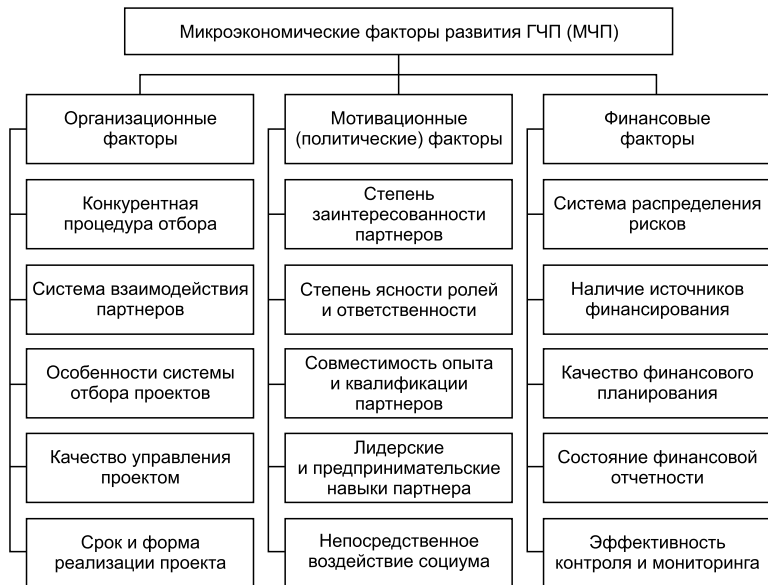 Микроэкономические факторы развития ГЧП (МЧП)
Организационные
факторы
Мотивационные
(политические) факторы
Финансовые
факторы
Конкурентная
процедура отбора
Степень
заинтересованности
партнеров
Система распределения
рисков
Система взаимодействия
партнеров
Степень ясности ролей
и ответственности
Наличие источников
финансирования
Особенности системы
отбора проектов
Совместимость опыта
и квалификации
партнеров
Качество финансового
планирования
Качество управления
проектом
Лидерские
и предпринимательские
навыки партнера
Состояние финансовой
отчетности
Срок и форма
реализации проекта
Непосредственное
воздействие социума
Эффективность
контроля и мониторинга